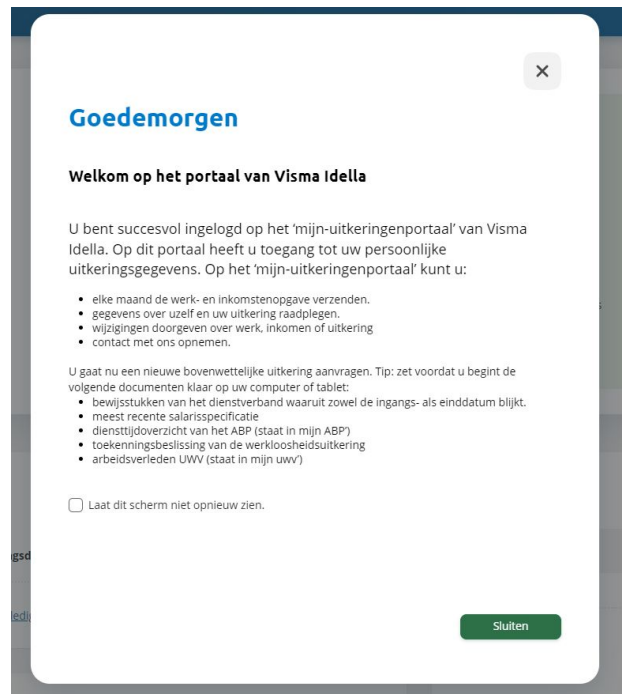 Goedemorgen
Welkom op het portaal van Visma Idella
U bent succesvol ingelogd op het ‘mijn-uitkeringenportaal’ van Visma
Idella. Op dit portaal heeft u toegang tot uw persoonlijke
uitkeringsgegevens. Op het ‘mijn-uitkeringenportaal’ kunt u:
• elke maand de werk- en inkomstenopgave verzenden.
• gegevens over uzelf en uw uitkering raadplegen.
• wijzigingen doorgeven over werk, inkomen of uitkering
• contact met ons opnemen.
U gaat nu een nieuwe bovenwettelijke uitkering aanvragen. Tip: zet voordat u begint de
volgende documenten klaar op uw computer of tablet:
• bewijsstukken van het dienstverband waaruit zowel de ingangs- als einddatum blijkt.
• meest recente salarisspecificatie
• diensttijdoverzicht van het ABP (staat in mijn ABP’)
• toekenningsbeslissing van de werkloosheidsuitkering
• arbeidsverleden UWV (staat in mijn uwv’)
Laat dit scherm niet opnieuw zien.
Sluiten